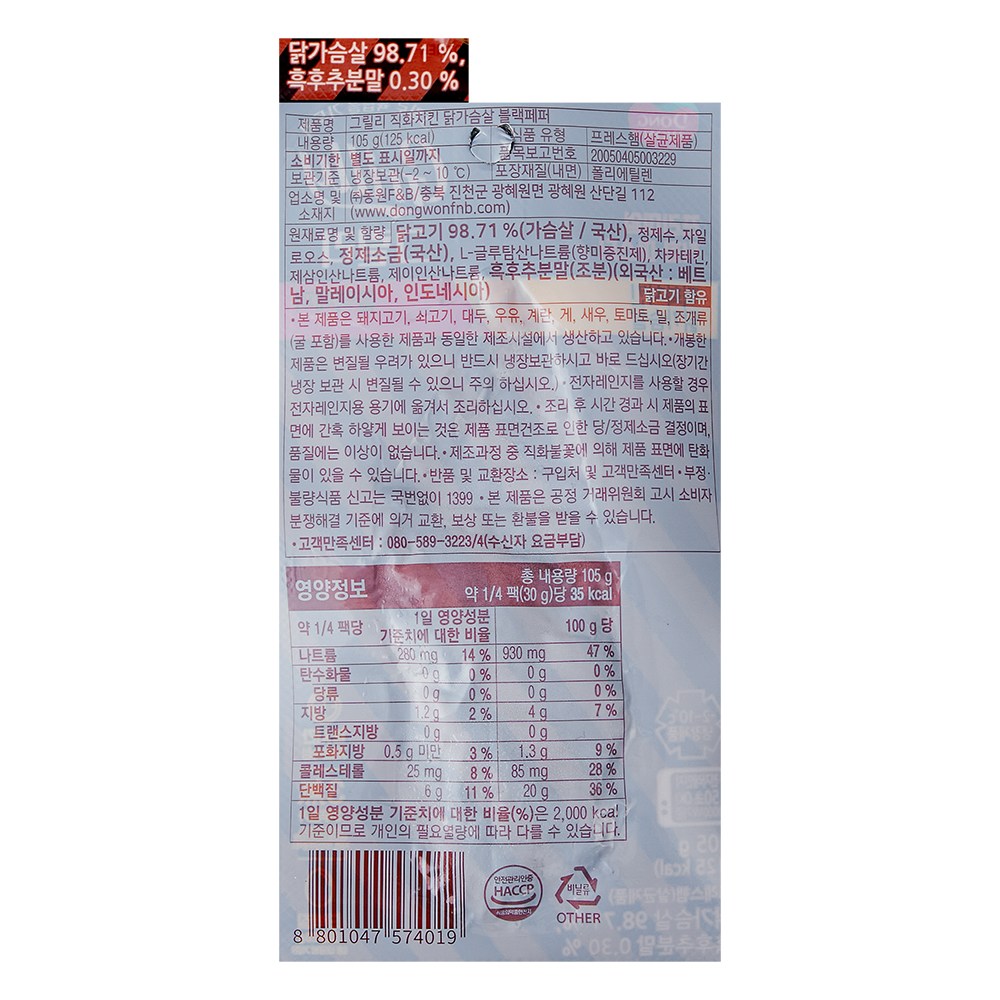 닭가슴살 98.71 %,
흑후추분말 0.30 %
제품명 그릴리 직화치킨 닭가슴살 블랙페퍼
내용량 105 g(125 kcal) 식품 유형 프레스햄(살균제품)
소비기한 별도 표시일까지 품목보고번호 20050405003229
보관기준 냉장보관(-2 ~ 10 ℃) 포장재질(내면) 폴리에틸렌
업소명 및 ㈜동원F&B/충북 진천군 광혜원면 광혜원 산단길 112
소재지 (www.dongwonfnb.com)
원재료명 및 함량 닭고기 98.71 %(가슴살 / 국산), 정제수, 자일
로오스, 정제소금(국산), L-글루탐산나트륨(향미증진제), 차카테킨,
제삼인산나트륨, 제이인산나트륨, 흑후추분말(조분)(외국산 : 베트
남, 말레이시아, 인도네시아) 닭고기 함유
•본 제품은 돼지고기, 쇠고기, 대두, 우유, 계란, 게, 새우, 토마토, 밀, 조개류
(굴 포함)를 사용한 제품과 동일한 제조시설에서 생산하고 있습니다.•개봉한
제품은 변질될 우려가 있으니 반드시 냉장보관하시고 바로 드십시오(장기간
냉장 보관 시 변질될 수 있으니 주의 하십시오.) •전자레인지를 사용할 경우
전자레인지용 용기에 옮겨서 조리하십시오. •조리 후 시간 경과 시 제품의 표
면에 간혹 하얗게 보이는 것은 제품 표면건조로 인한 당/정제소금 결정이며,
품질에는 이상이 없습니다.•제조과정 중 직화불꽃에 의해 제품 표면에 탄화
물이 있을 수 있습니다.•반품 및 교환장소 : 구입처 및 고객만족센터 •부정·
불량식품 신고는 국번없이 1399 •본 제품은 공정 거래위원회 고시 소비자
분쟁해결 기준에 의거 교환, 보상 또는 환불을 받을 수 있습니다.
•고객만족센터 : 080-589-3223/4(수신자 요금부담)
영양정보 총 내용량 105 g
약 1/4 팩(30 g)당 35 kcal
약 1/4 팩당 1일 영양성분 기준치에 대한 비율 100 g 당
나트륨 280 mg 14 % 930 mg 47 %
탄수화물 0 g 0 % 0 g 0 %
당류 0 g 0 % 0 g 0 %
지방 1.2 g 2 % 4 g 7 %
트랜스지방 0 g 0 g
포화지방 0.5 g 미만 3 % 1.3 g 9 %
콜레스테롤 25 mg 8 % 85 mg 28 %
단백질 6 g 11 % 20 g 36 %
1일 영양성분 기준치에 대한 비율(%)은 2,000 kcal
기준이므로 개인의 필요열량에 따라 다를 수 있습니다.
안전관리인증
HACCP
식품의약품안전처
비닐류
OTHER
8 801047 574019